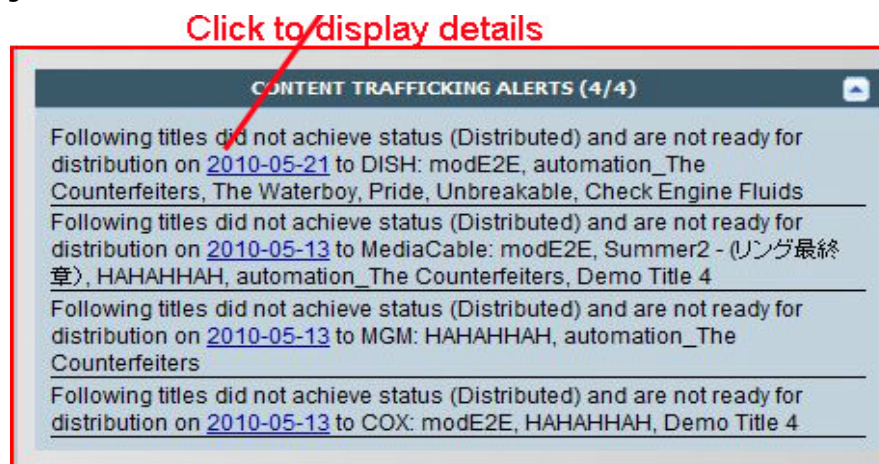 Click to display details
CONTENT TRAFFICKING ALERTS (4/4)
Following titles did not achieve status (Distributed) and are not ready for
distribution on 2010-05-21 to DISH: modE2E, automation_The
Counterfeiters, The Waterboy, Pride, Unbreakable, Check Engine Fluids
Following titles did not achieve status (Distributed) and are not ready for
distribution on 2010-05-13 to MediaCable: modE2E, Summer2 - (リング最終
章), HAHAHHAH, automation_The Counterfeiters, Demo Title 4
Following titles did not achieve status (Distributed) and are not ready for
distribution on 2010-05-13 to MGM: HAHAHHAH, automation_The
Counterfeiters
Following titles did not achieve status (Distributed) and are not ready for
distribution on 2010-05-13 to COX: modE2E, HAHAHHAH, Demo Title 4